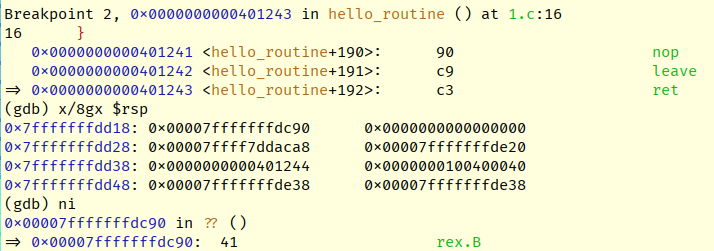 Breakpoint 2, 0x0000000000401243 in hello_routine () at 1.c:16
16 }
0x0000000000401241 <hello_routine+190>: 90 nop
0x0000000000401242 <hello_routine+191>: c9 leave
=> 0x0000000000401243 <hello_routine+192>: c3 ret
(gdb) x/8gx $rsp
0x7fffffffdd18: 0x00007fffffffdc90 0x0000000000000000
0x7fffffffdd28: 0x00007ffff7ddaca8 0x00007fffffffde20
0x7fffffffdd38: 0x0000000000401244 0x0000000100400040
0x7fffffffdd48: 0x00007fffffffde38 0x00007fffffffde38
(gdb) ni
0x00007fffffffdc90 in ?? ()
=> 0x00007fffffffdc90: 41 rex.B